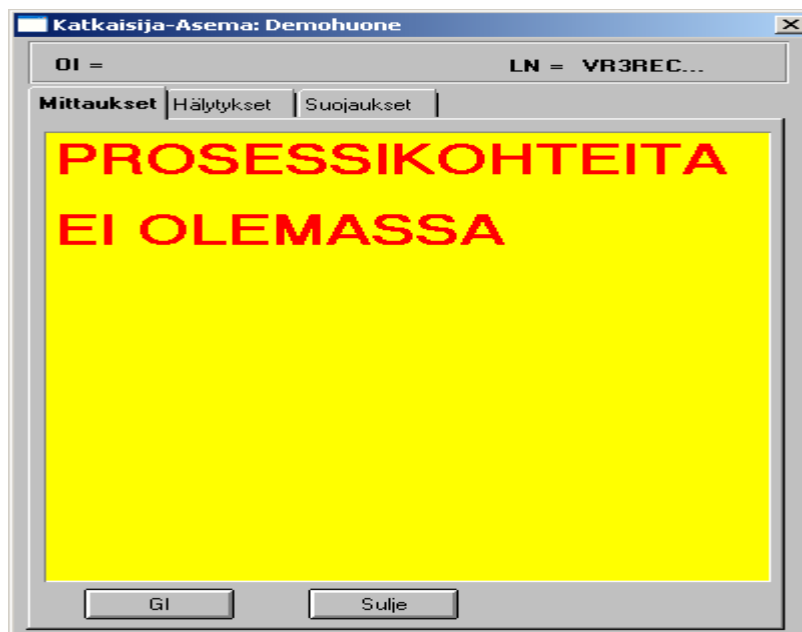 Katkaisija-Asema: Demohuone
OI = LN = VR3REC...
Mittaukset Hälytykset Suojaukset
PROSESSIKOHTEITA
EI OLEMASSA
GI Sulje